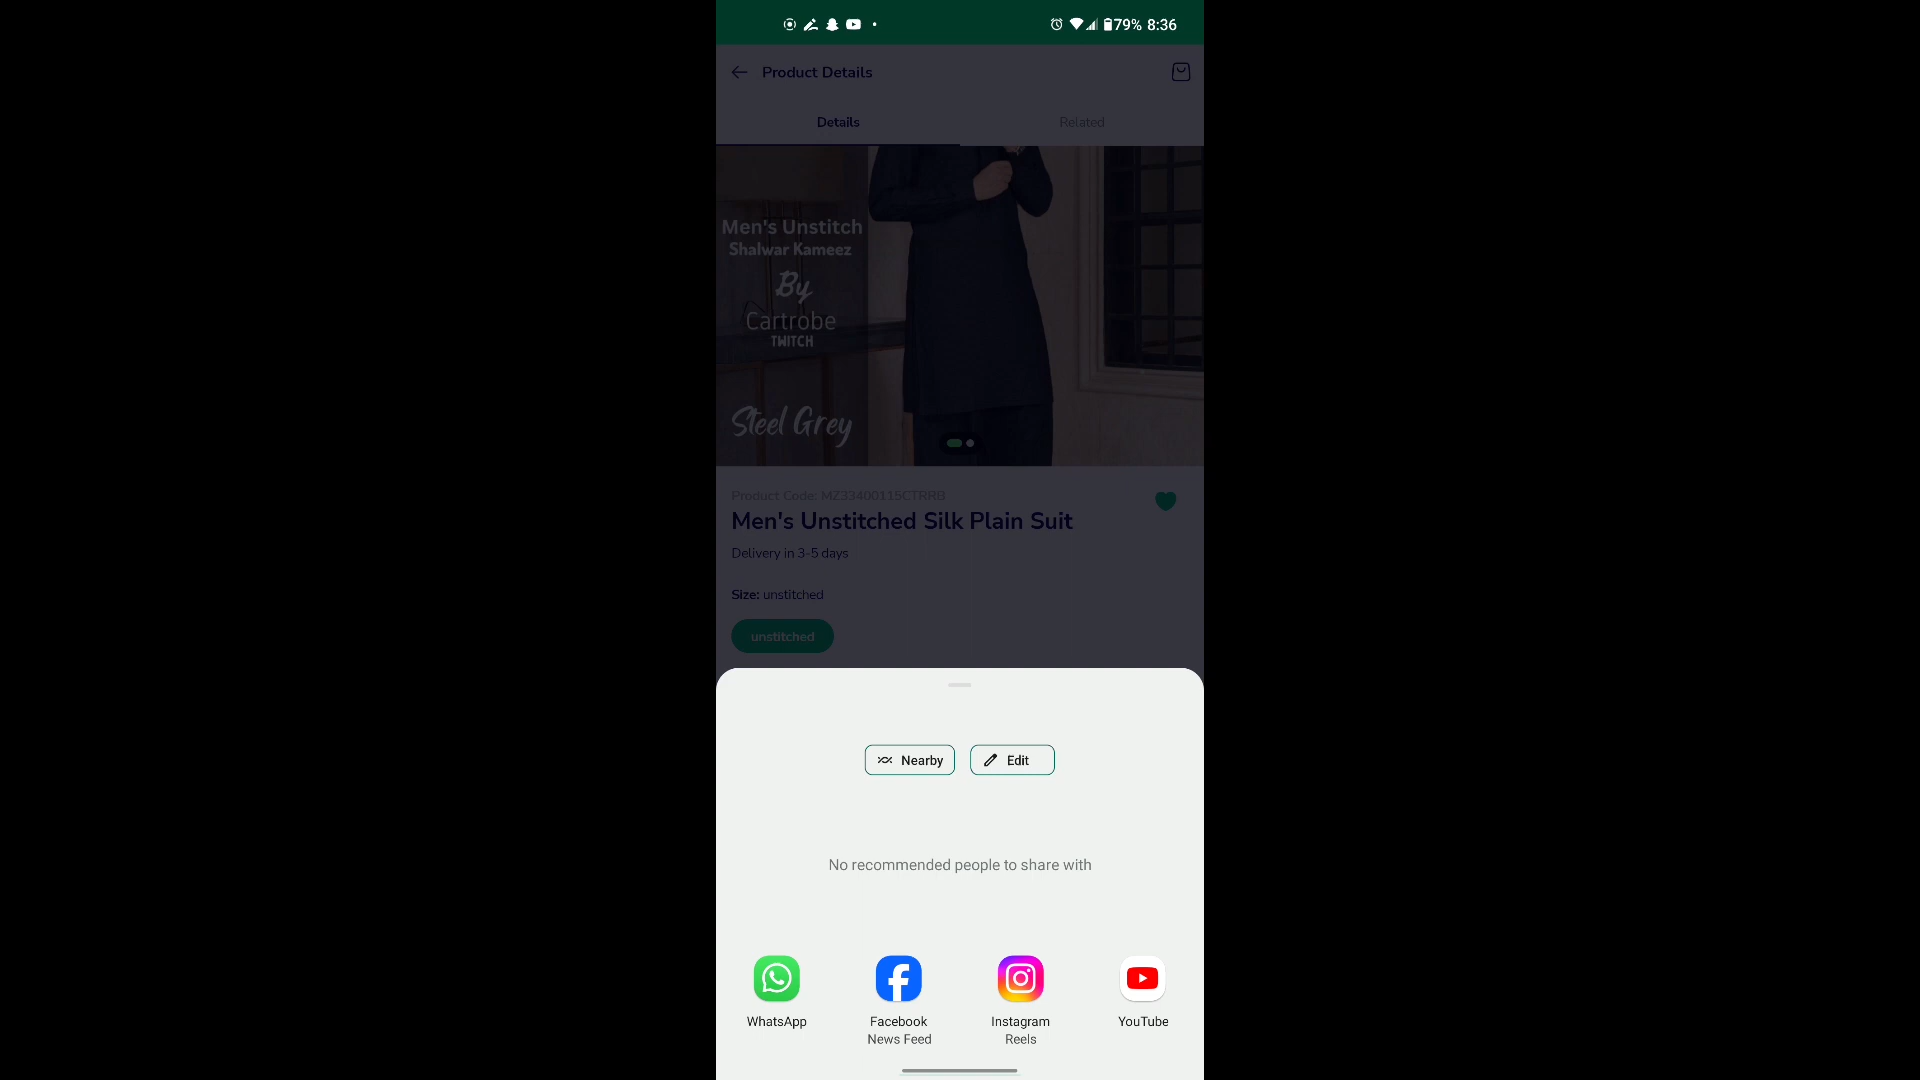 79% 8:36
Product Details
Details
Related
Men's Unstitch
Shalwar Kameez
By
Cartrobe
TWITCH
Steel Grey
Product Code: MZ33400115CTRRB
Men's Unstitched Silk Plain Suit
Delivery in 3-5 days
Size: unstitched
unstitched
Nearby
Edit
No recommended people to share with
WhatsApp
Facebook
News Feed
Instagram
Reels
YouTube